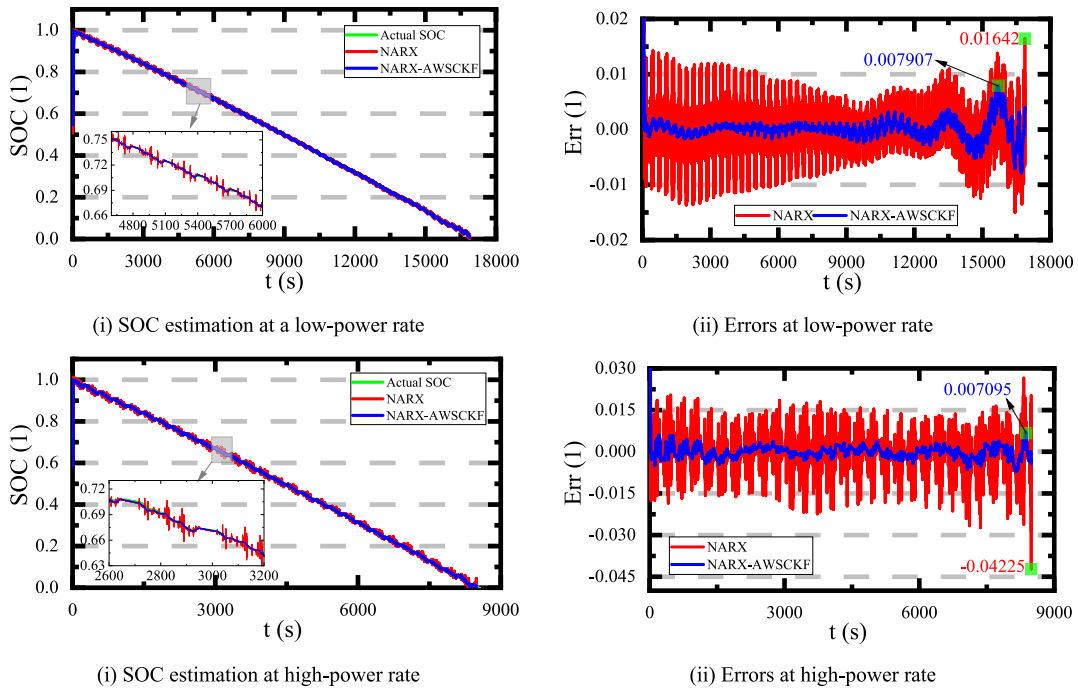 1.0
0.8
0.6
0.4
0.2
0.0
SOC (1)
Actual SOC
NARX
NARX-AWSCKF
0.75
0.72
0.69
0.66
4800 5100 5400 5700 6000
0 3000 6000 9000 12000 15000 18000
t (s)
(i) SOC estimation at a low-power rate
0.02
0.01
0.00
-0.01
-0.02
Err (1)
0.01642
0.007907
NARX NARX-AWSCKF
0 3000 6000 9000 12000 15000 18000
t (s)
(ii) Errors at low-power rate
1.0
0.8
0.6
0.4
0.2
0.0
SOC (1)
Actual SOC
NARX
NARX-AWSCKF
0.72
0.69
0.66
0.63
2600 2800 3000 3200
0 3000 6000 9000
t (s)
(i) SOC estimation at high-power rate
0.030
0.015
0.000
-0.015
-0.030
-0.045
Err (1)
0.007095
NARX
NARX-AWSCKF
-0.04225
0 3000 6000 9000
t (s)
(ii) Errors at high-power rate